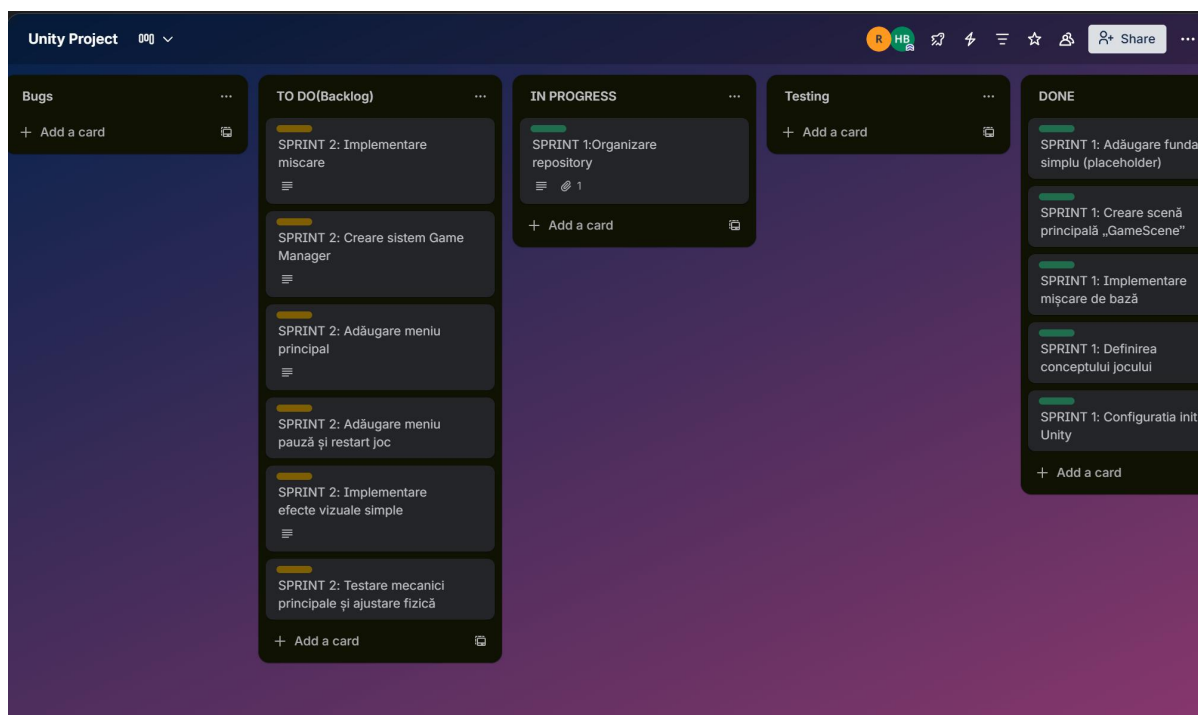 Unity Project
R
HB
Share
Bugs
Add a card
TO DO(Backlog)
SPRINT 2: Implementare
miscare
SPRINT 2: Creare sistem Game
Manager
SPRINT 2: Adăugare meniu
principal
SPRINT 2: Adăugare meniu
pauză și restart joc
SPRINT 2: Implementare
efecte vizuale simple
SPRINT 2: Testare mecanici
principale și ajustare fizică
Add a card
IN PROGRESS
SPRINT 1:Organizare
repository
1
Add a card
Testing
Add a card
DONE
SPRINT 1: Adăugare funda
simplu (placeholder)
SPRINT 1: Creare scenă
principală „GameScene”
SPRINT 1: Implementare
mișcare de bază
SPRINT 1: Definirea
conceptului jocului
SPRINT 1: Configuratia init
Unity
Add a card